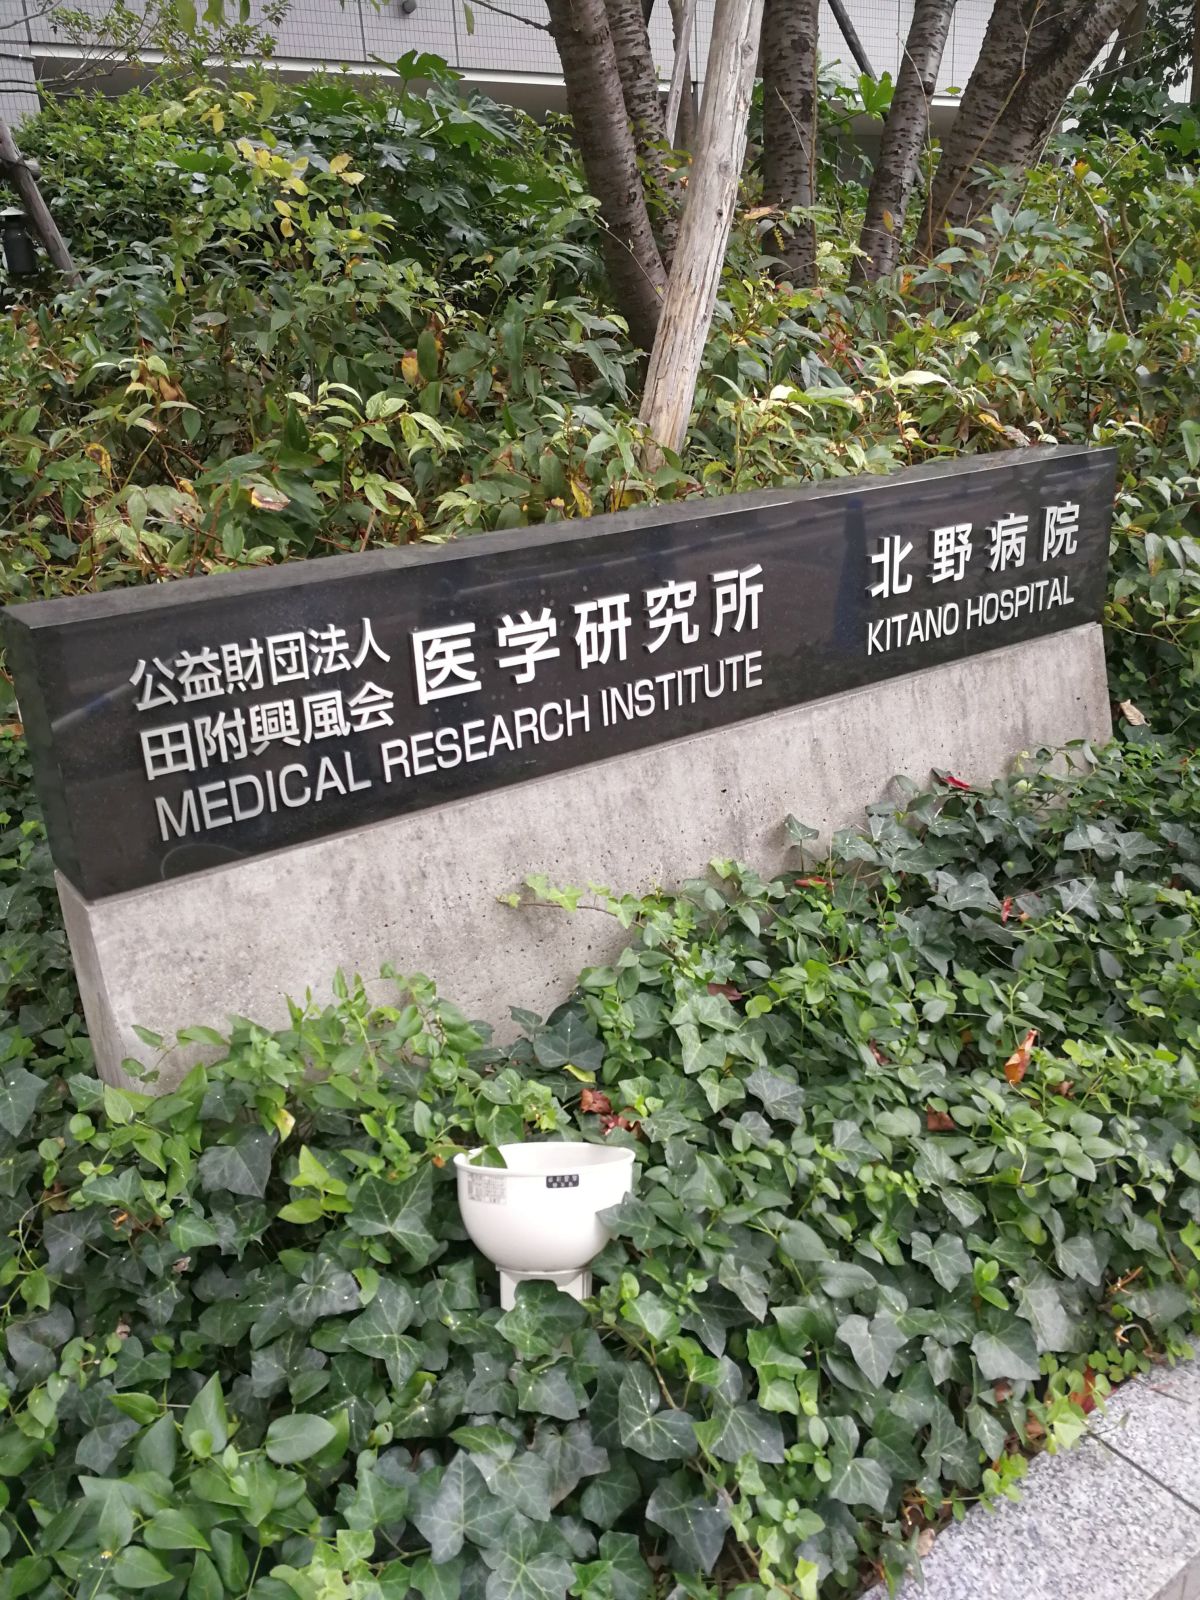 公益財団法人
田附興風会
医学研究所
MEDICAL RESEARCH INSTITUTE
北野病院
KITANO HOSPITAL